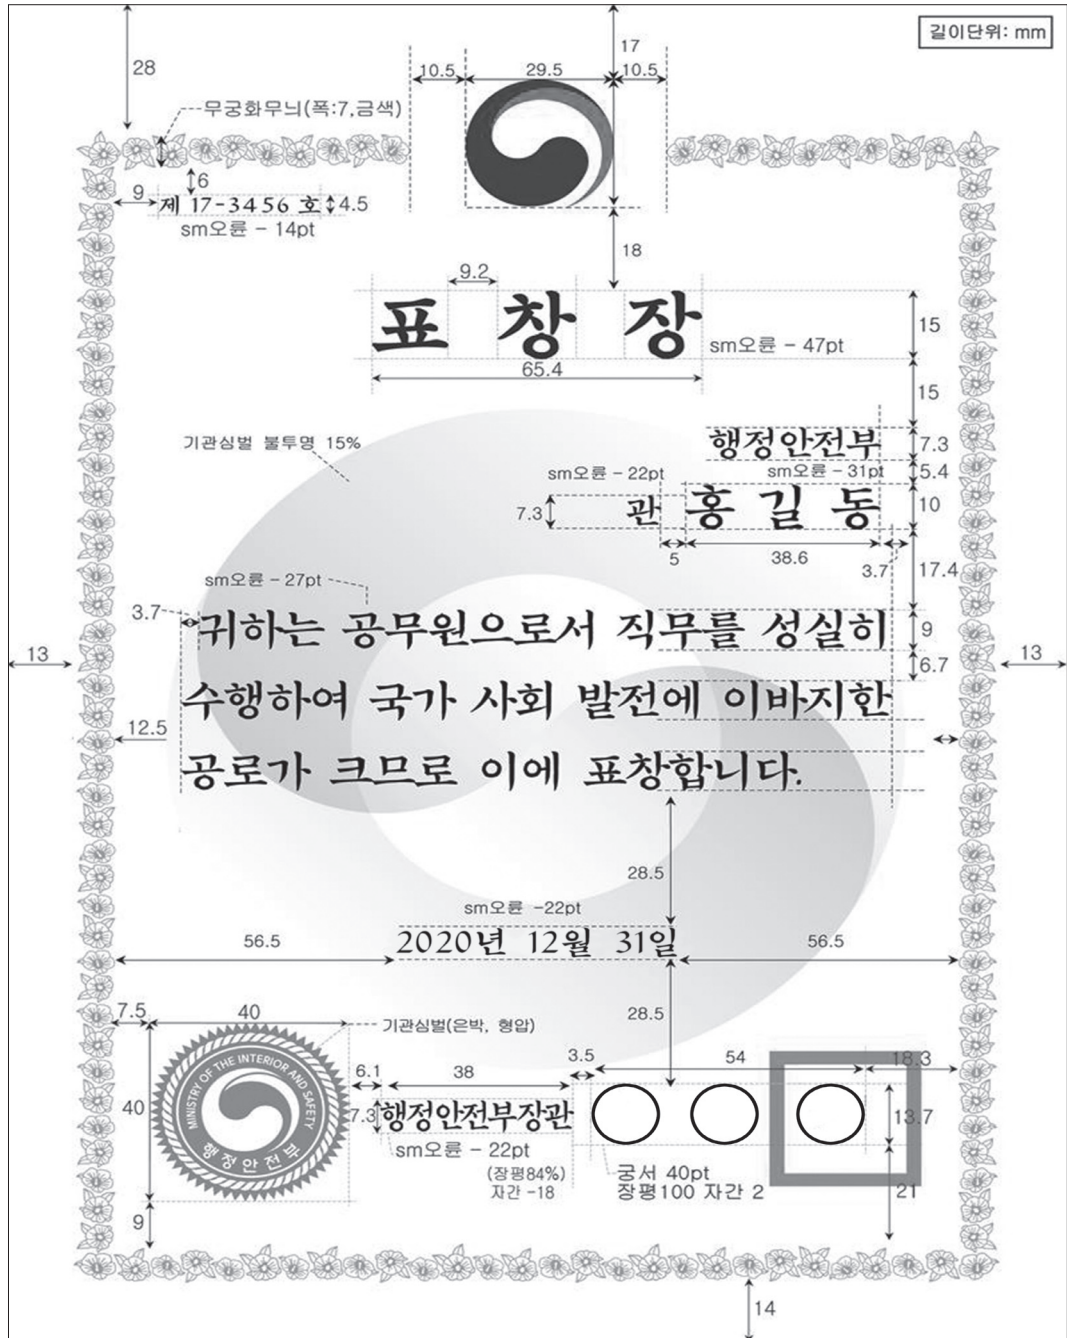 길이단위: mm
17
28
10.5 29.5 10.5
무궁화무늬(폭:7,금색)
6
9
제 17-3456 호 4.5
sm오륜 - 14pt
18
9.2
표 창 장
15
sm오륜 - 47pt
65.4
15
기관심벌 불투명 15%
행정안전부
7.3
sm오륜 - 22pt sm오륜 - 31pt 5.4
7.3 관 홍 길 동 10
5 38.6 3.7 17.4
sm오륜 - 27pt
3.7
귀하는 공무원으로서 직무를 성실히 9
13 6.7 13
수행하여 국가 사회 발전에 이바지한
12.5
공로가 크므로 이에 표창합니다.
28.5
sm오륜 -22pt
56.5 2020년 12월 31일 56.5
7.5 40 28.5
기관심벌(은박, 형압)
3.5 54 18.3
6.1 38
MINISTRY OF THE INTERIOR AND SAFETY
행정안전부
40 7.3 행정안전부장관 13.7
sm오륜 - 22pt
(장평84%)
자간 -18
궁서 40pt
장평100 자간 2
21
9
14